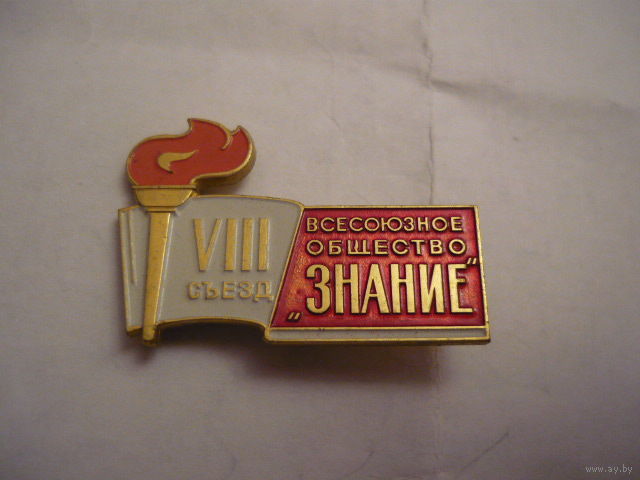 VIII
СЪЕЗД
ВСЕСОЮЗНОЕ
ОБЩЕСТВО
„ЗНАНИЕ"
www.ay.by